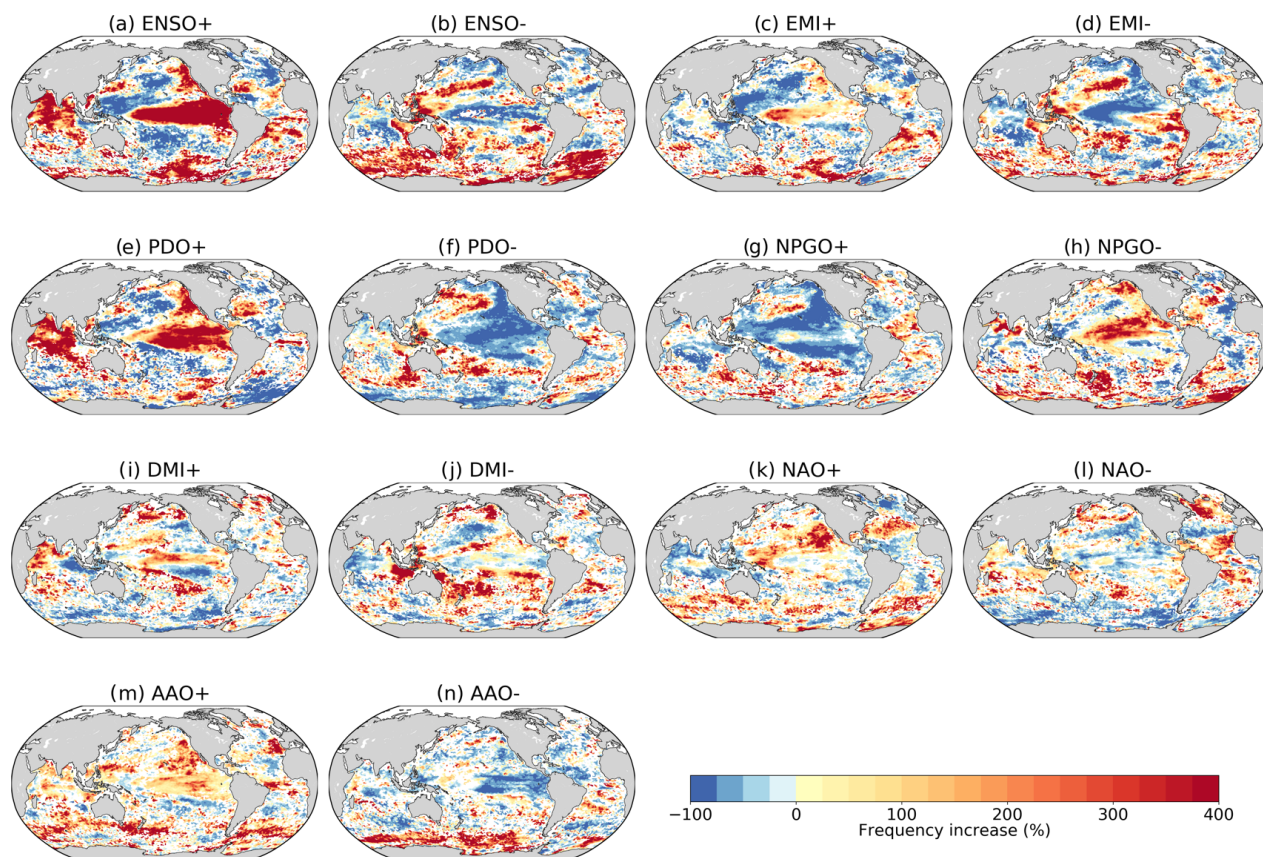 (a) ENSO+
(b) ENSO-
(c) EMI+
(d) EMI-
(e) PDO+
(f) PDO-
(g) NPGO+
(h) NPGO-
(i) DMI+
(j) DMI-
(k) NAO+
(l) NAO-
(m) AAO+
(n) AAO-
−100 0 100 200 300 400
Frequency increase (%)